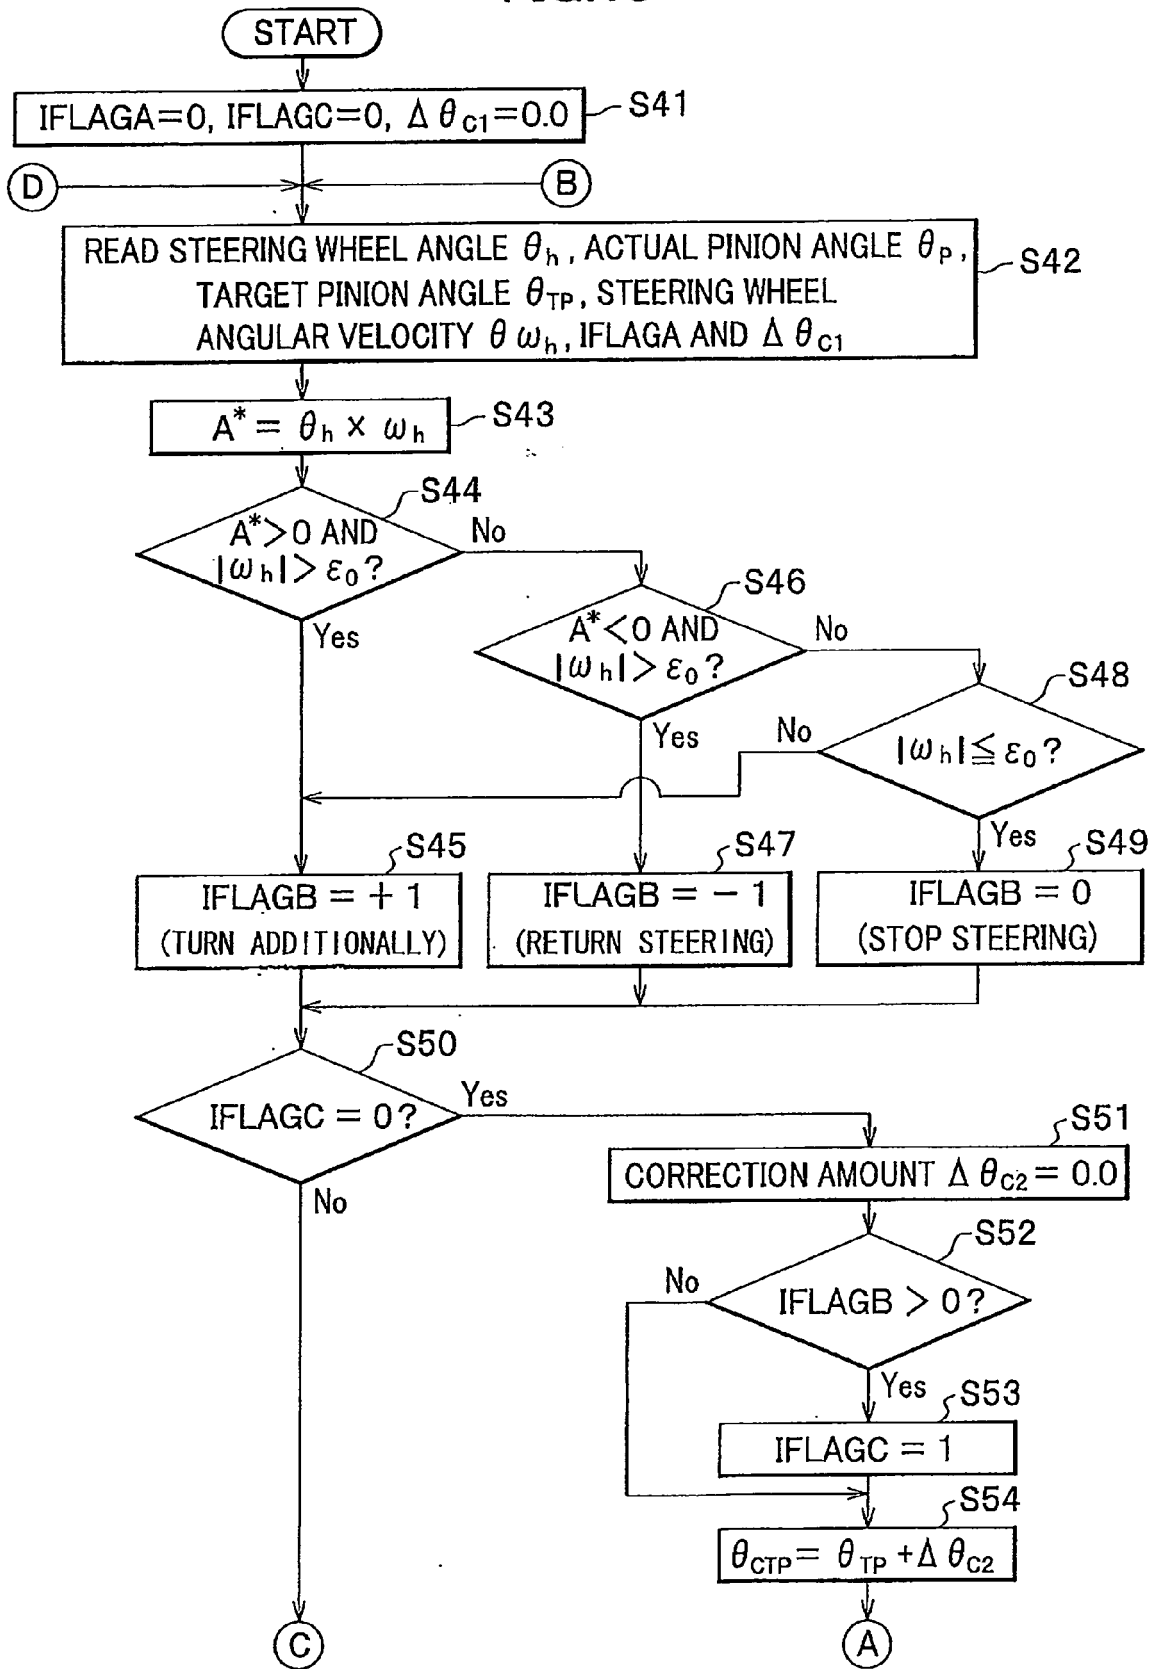 START
IFLAGA=0, IFLAGC=0, ΔθC1=0.0
S41
D
B
READ STEERING WHEEL ANGLE θh, ACTUAL PINION ANGLE θP,
TARGET PINION ANGLE θTP, STEERING WHEEL
ANGULAR VELOCITY θωh, IFLAGA AND ΔθC1
S42
A* = θh × ωh
S43
S44
A*>0 AND
|ωh|> ε0?
No
Yes
S46
A*<0 AND
|ωh|> ε0?
No
Yes
S48
|ωh|≦ ε0?
No
Yes
S45
IFLAGB = +1
(TURN ADDITIONALLY)
S47
IFLAGB = -1
(RETURN STEERING)
S49
IFLAGB = 0
(STOP STEERING)
S50
IFLAGC = 0?
Yes
No
S51
CORRECTION AMOUNT ΔθC2 = 0.0
S52
IFLAGB > 0?
No
Yes
S53
IFLAGC = 1
S54
θCTP = θTP + ΔθC2
C
A